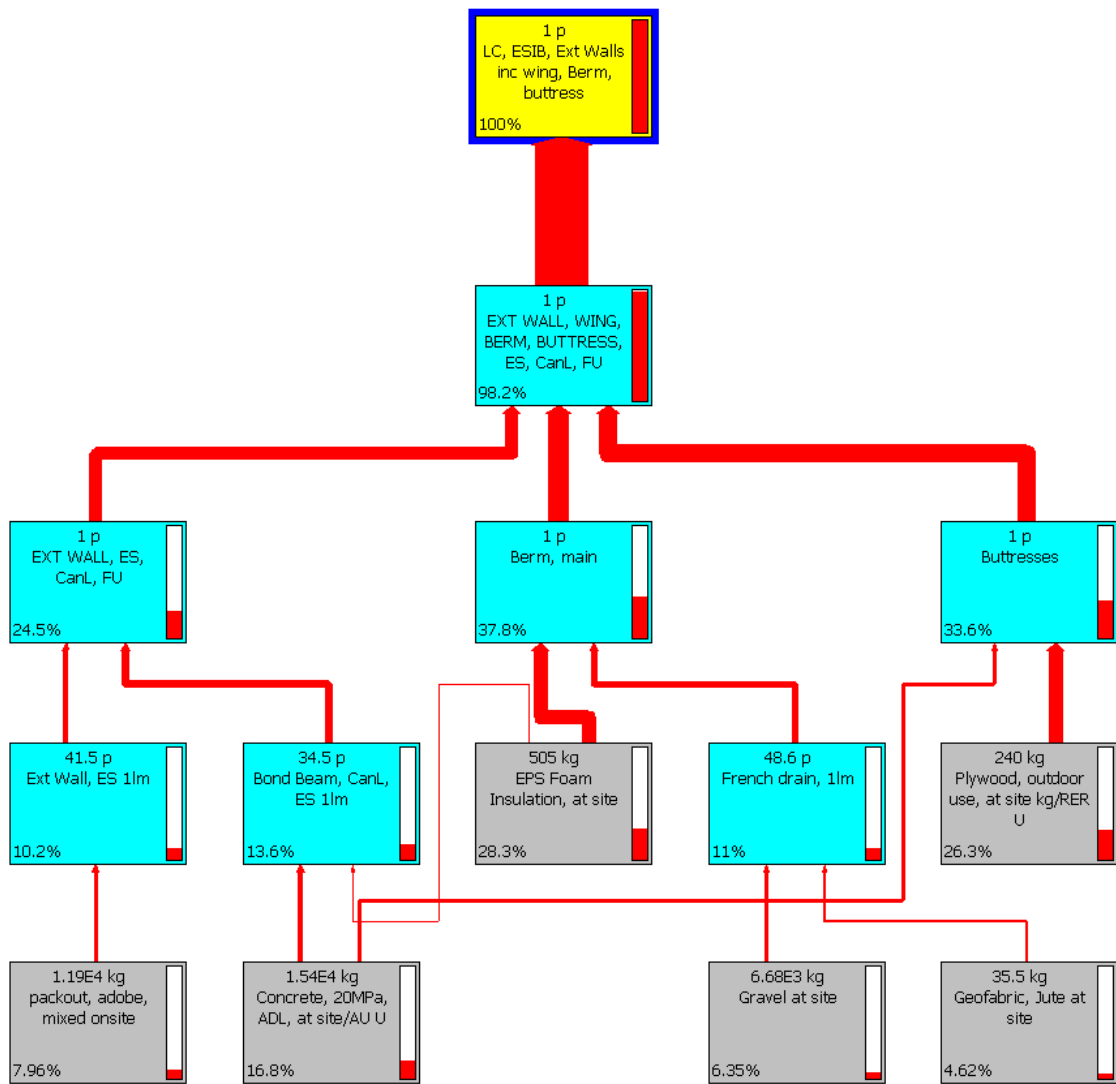 1 p
LC, ESIB, Ext Walls
inc wing, Berm,
buttress
100%
1 p
EXT WALL, WING,
BERM, BUTTRESS,
ES, CanL, FU
98.2%
1 p
EXT WALL, ES,
CanL, FU
24.5%
1 p
Berm, main
37.8%
1 p
Buttresses
33.6%
41.5 p
Ext Wall, ES 1lm
10.2%
34.5 p
Bond Beam, CanL,
ES 1lm
13.6%
505 kg
EPS Foam
Insulation, at site
28.3%
48.6 p
French drain, 1lm
11%
240 kg
Plywood, outdoor
use, at site kg/RER
U
26.3%
1.19E4 kg
packout, adobe,
mixed onsite
7.96%
1.54E4 kg
Concrete, 20MPa,
ADL, at site/AU U
16.8%
6.68E3 kg
Gravel at site
6.35%
35.5 kg
Geofabric, Jute at
site
4.62%